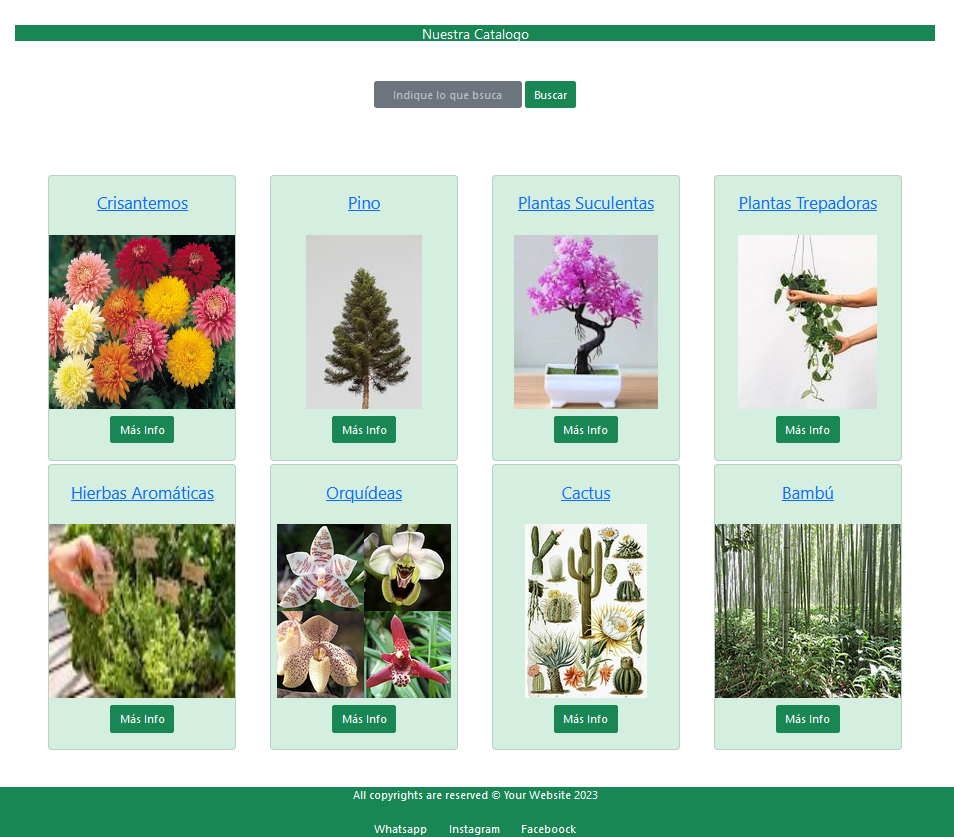 Nuestra Catalogo
Indique lo que bsuca Buscar
Crisantemos Pino Plantas Suculentas Plantas Trepadoras
Más Info Más Info Más Info Más Info
Hierbas Aromáticas Orquídeas Cactus Bambú
Más Info Más Info Más Info Más Info
All copyrights are reserved © Your Website 2023
Whatsapp Instagram Faceboock